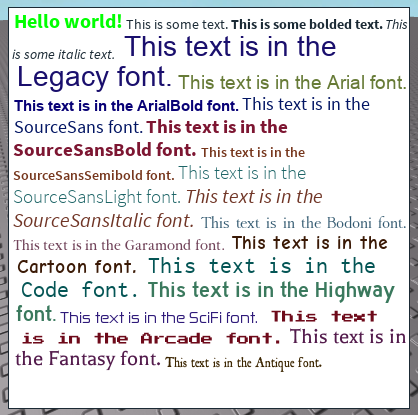 Hello world! This is some text. This is some bolded text. This
is some italic text. This text is in the
Legacy font. This text is in the Arial font.
This text is in the ArialBold font. This text is in the
SourceSans font. This text is in the
SourceSansBold font. This text is in the
SourceSansSemibold font. This text is in the
SourceSansLight font. This text is in the
SourceSansItalic font. This text is in the Bodoni font.
This text is in the Garamond font. This text is in the
Cartoon font. This text is in the
Code font. This text is in the Highway
font. This text is in the SciFi font. This text
is in the Arcade font. This text is in
the Fantasy font. This text is in the Antique font.